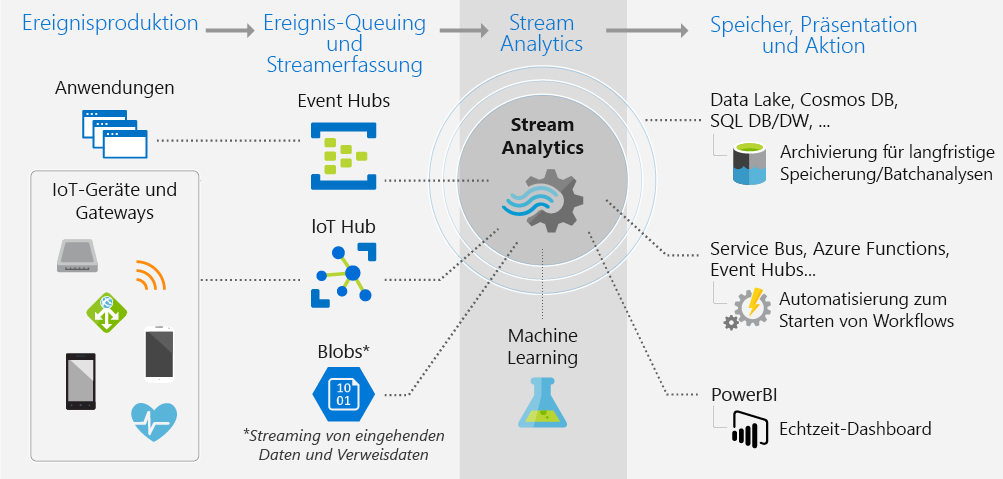 Ereignisproduktion
Ereignis-Queuing
und
Streamerfassung
Stream
Analytics
Speicher, Präsentation
und Aktion
Anwendungen
IoT-Geräte und
Gateways
Event Hubs
IoT Hub
Blobs*
10
01
*Streaming von eingehenden
Daten und Verweisdaten
Stream
Analytics
Machine
Learning
Data Lake, Cosmos DB,
SQL DB/DW, ...
Archivierung für langfristige
Speicherung/Batchanalysen
Service Bus, Azure Functions,
Event Hubs...
Automatisierung zum
Starten von Workflows
PowerBI
Echtzeit-Dashboard